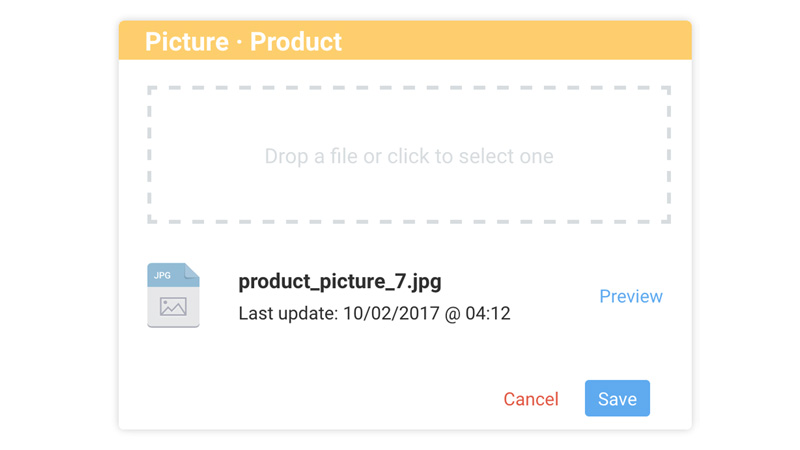 Picture · Product
Drop a file or click to select one
JPG
product_picture_7.jpg
Last update: 10/02/2017 @ 04:12
Preview
Cancel
Save